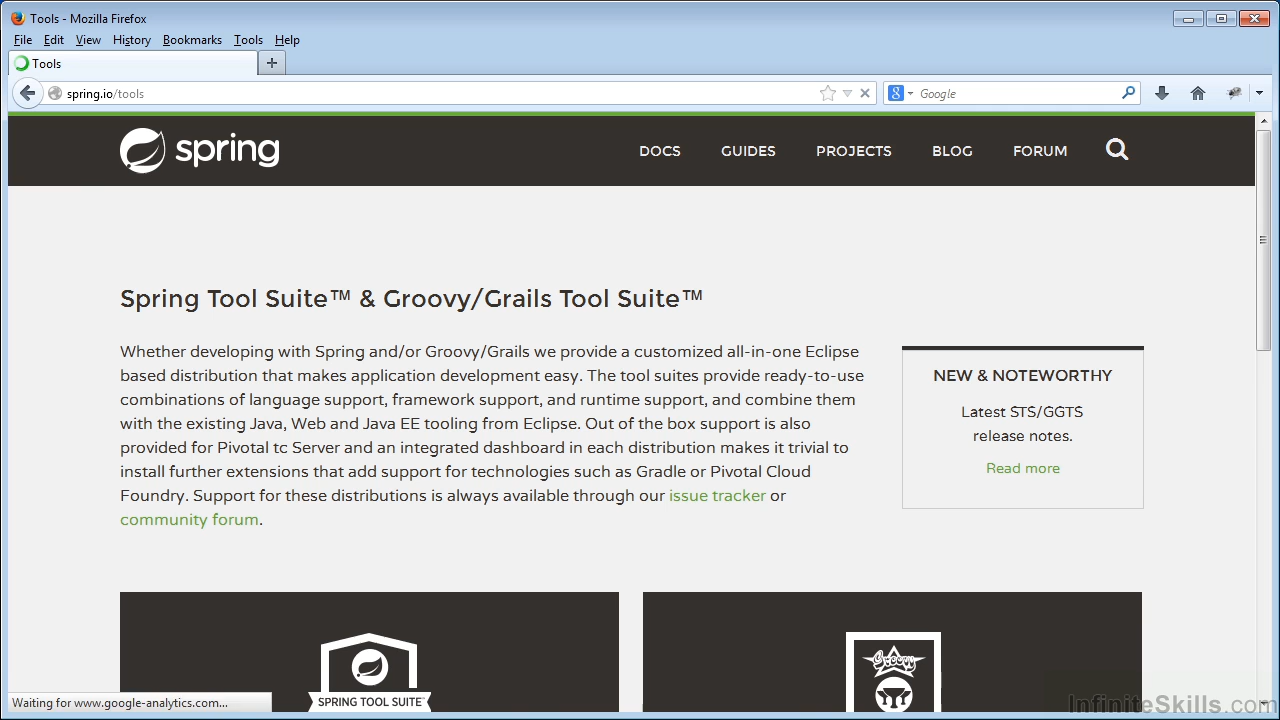 Tools - Mozilla Firefox
File Edit View History Bookmarks Tools Help
Tools
spring.io/tools
8 Google
spring
DOCS GUIDES PROJECTS BLOG FORUM
Spring Tool Suite™ & Groovy/Grails Tool Suite™
Whether developing with Spring and/or Groovy/Grails we provide a customized all-in-one Eclipse
based distribution that makes application development easy. The tool suites provide ready-to-use
combinations of language support, framework support, and runtime support, and combine them
with the existing Java, Web and Java EE tooling from Eclipse. Out of the box support is also
provided for Pivotal tc Server and an integrated dashboard in each distribution makes it trivial to
install further extensions that add support for technologies such as Gradle or Pivotal Cloud
Foundry. Support for these distributions is always available through our issue tracker or
community forum.
NEW & NOTEWORTHY
Latest STS/GGTS
release notes.
Read more
SPRING TOOL SUITE™
Groovy
Waiting for www.google-analytics.com...
InfiniteSkills.com